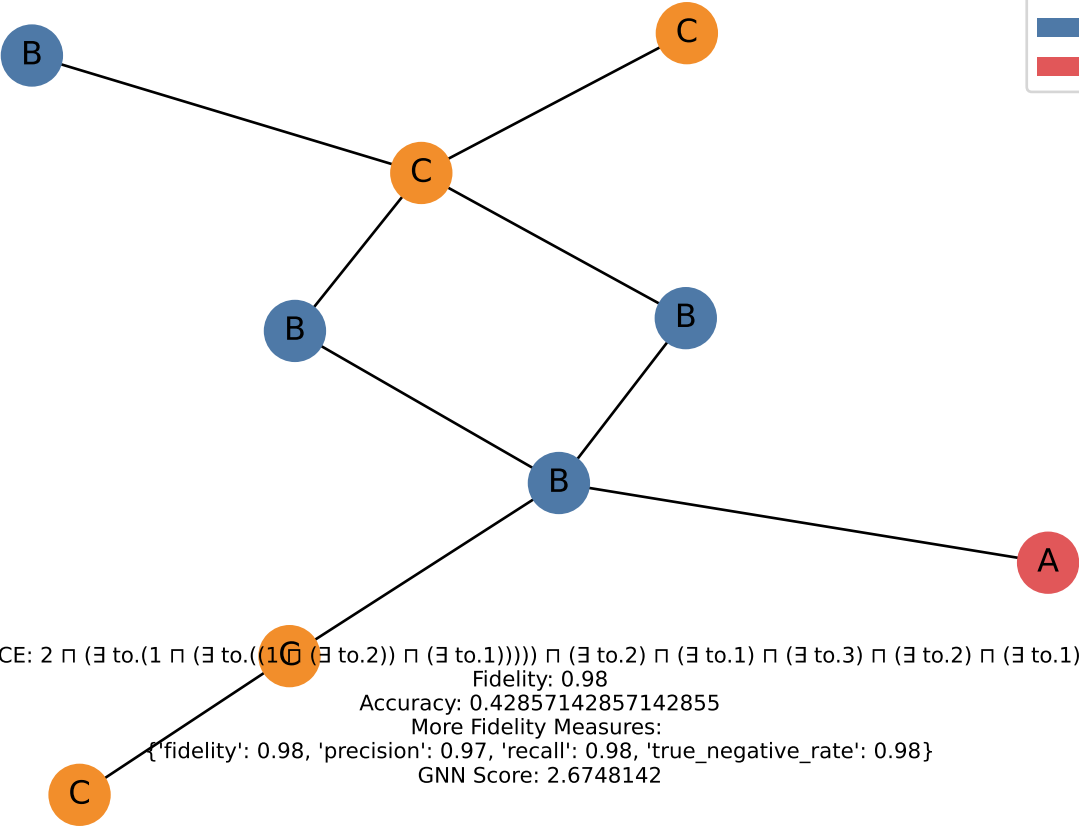 B
C
C
B
B
B
A
C
CE: 2 ⊓ (∃ to.(1 ⊓ (∃ to.((1 ⊓ (∃ to.2)) ⊓ (∃ to.1))))) ⊓ (∃ to.2) ⊓ (∃ to.1) ⊓ (∃ to.3) ⊓ (∃ to.2) ⊓ (∃ to.1)
Fidelity: 0.98
Accuracy: 0.42857142857142855
More Fidelity Measures:
{'fidelity': 0.98, 'precision': 0.97, 'recall': 0.98, 'true_negative_rate': 0.98}
GNN Score: 2.6748142
C